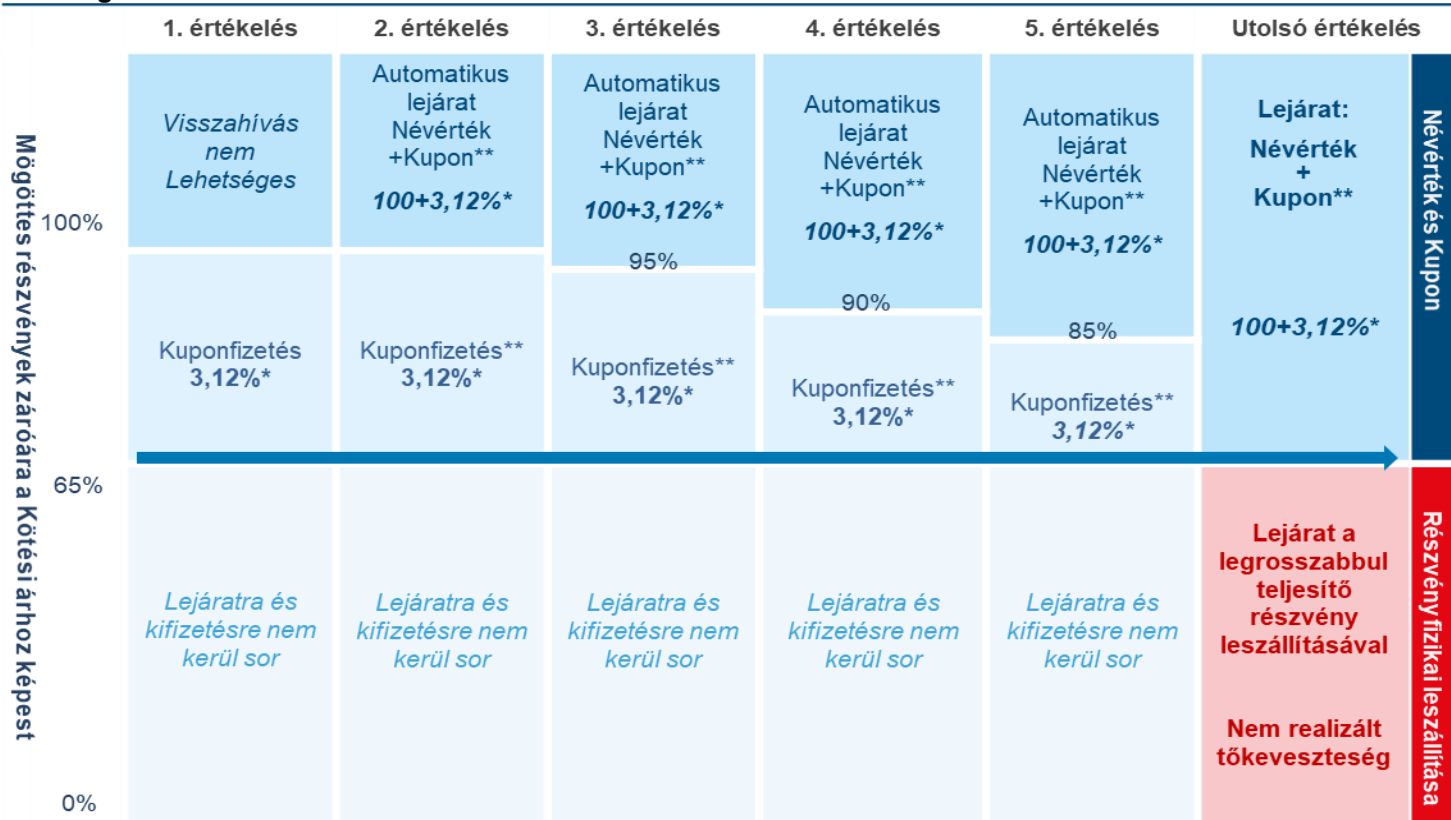 1. értékelés
2. értékelés
3. értékelés
4. értékelés
5. értékelés
Utolsó értékelés
Mögöttes részvények záróára a Kötési árhoz képest
100%
65%
0%
Visszahívás
nem
Lehetséges
Kuponfizetés
3,12%*
Lejáratra és
kifizetésre nem
kerül sor
Automatikus
lejárat
Névérték
+Kupon**
100+3,12%*
Kuponfizetés**
3,12%*
Lejáratra és
kifizetésre nem
kerül sor
Automatikus
lejárat
Névérték
+Kupon**
100+3,12%*
95%
Kuponfizetés**
3,12%*
Lejáratra és
kifizetésre nem
kerül sor
Automatikus
lejárat
Névérték
+Kupon**
100+3,12%*
90%
Kuponfizetés**
3,12%*
Lejáratra és
kifizetésre nem
kerül sor
Automatikus
lejárat
Névérték
+Kupon**
100+3,12%*
85%
Kuponfizetés**
3,12%*
Lejáratra és
kifizetésre nem
kerül sor
Lejárat:
Névérték
+
Kupon**
100+3,12%*
Lejárat a
legrosszabbul
teljesítő
részvény
leszállításával
Nem realizált
tőkeveszteség
Névérték és Kupon
Részvény fizikai leszállítása